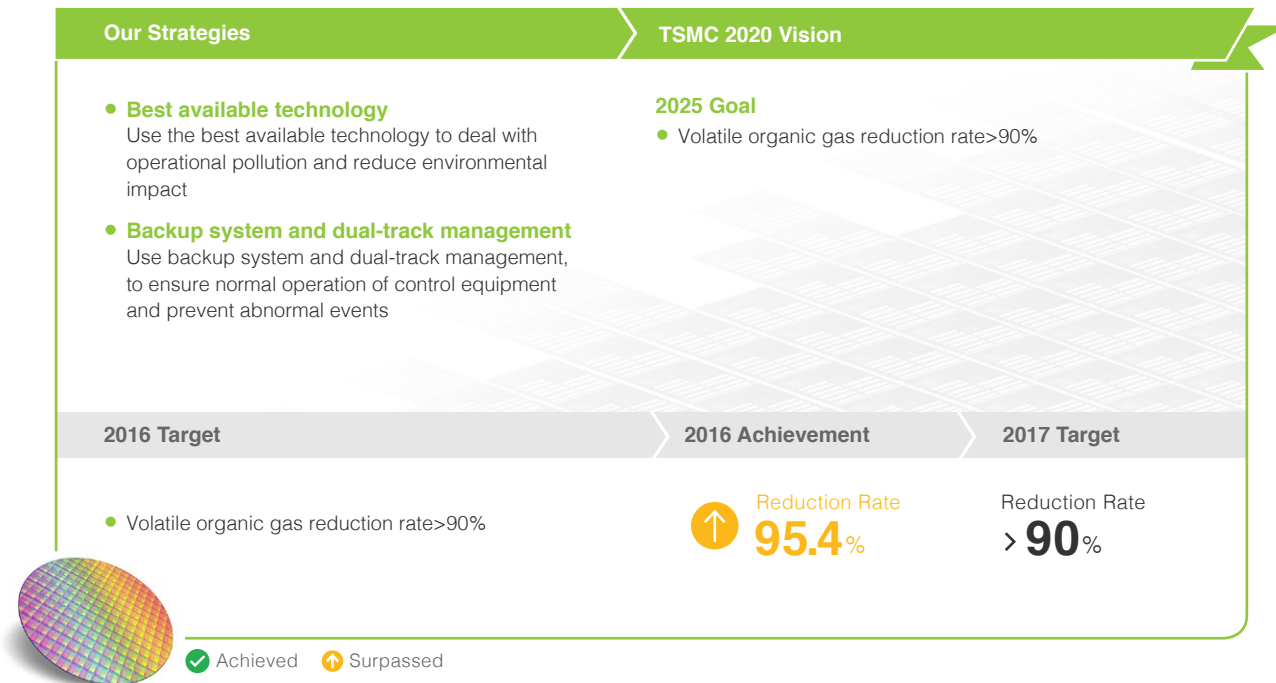 Our Strategies
TSMC 2020 Vision
Best available technology
Use the best available technology to deal with
operational pollution and reduce environmental
impact
Backup system and dual-track management
Use backup system and dual-track management,
to ensure normal operation of control equipment
and prevent abnormal events
2025 Goal
Volatile organic gas reduction rate>90%
2016 Target
2016 Achievement
2017 Target
Volatile organic gas reduction rate>90%
Reduction Rate
95.4%
Reduction Rate
>90%
Achieved
Surpassed